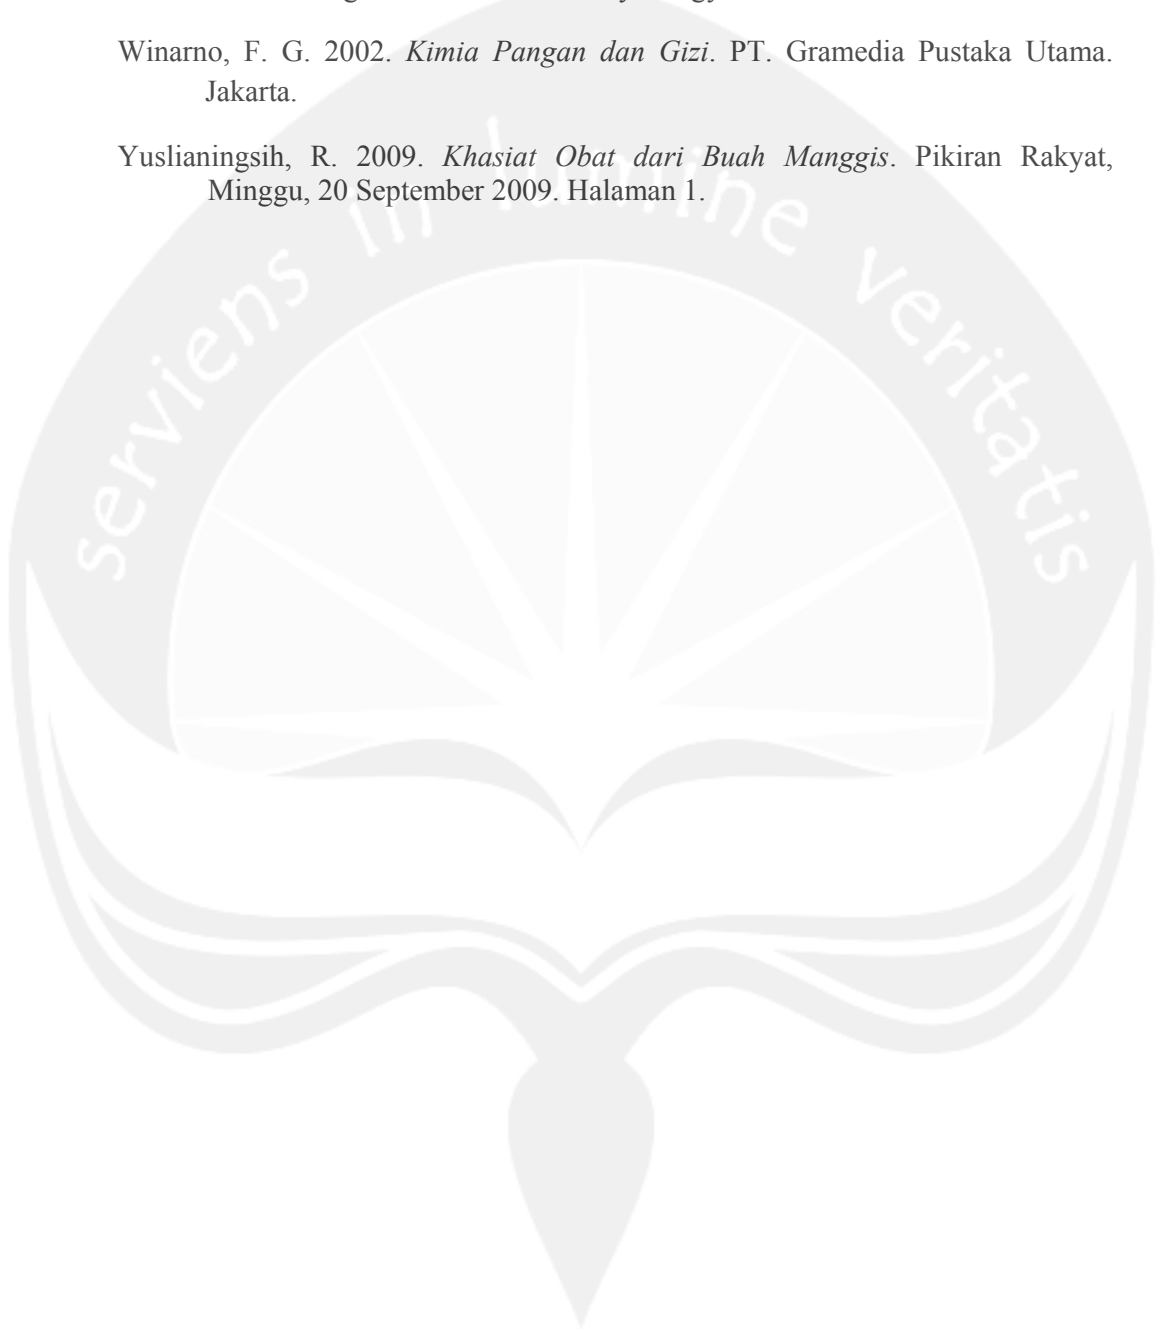 Winarno, F. G. 2002. Kimia Pangan dan Gizi. PT. Gramedia Pustaka Utama.
Jakarta.
Yuslianingsih, R. 2009. Khasiat Obat dari Buah Manggis. Pikiran Rakyat,
Minggu, 20 September 2009. Halaman 1.
serviens in lumine veritatis